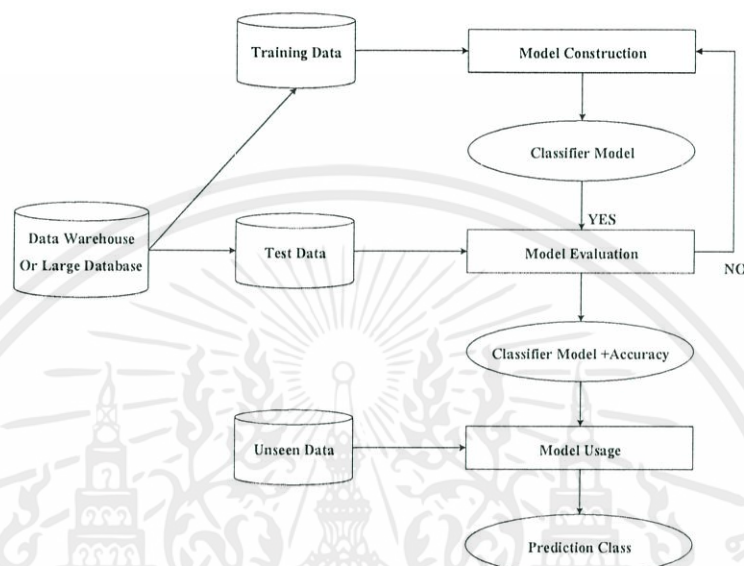 Training Data
Model Construction
Classifier Model
YES
Data Warehouse
Or Large Database
Test Data
Model Evaluation
NO
Classifier Model +Accuracy
Unseen Data
Model Usage
Prediction Class